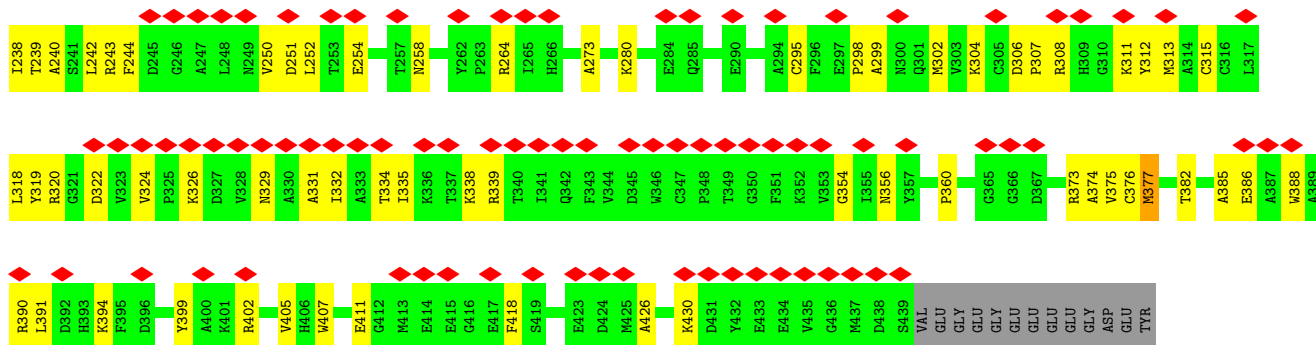 I238 T239 A240 S241 L242 R243 F244 D245 G246 A247 L248 N249 V250 D251 L252 T253 E254 T257 N258 Y262 P263 R264 I265 H266 A273 K280 E284 Q285 E290 A294 C295 F296 E297 P298 A299 N300 Q301 M302 V303 K304 C305 D306 P307 R308 H309 G310 K311 Y312 M313 A314 C315 C316 L317
L318 Y319 R320 G321 D322 V323 V324 P325 K326 D327 V328 N329 A330 A331 I332 A333 T334 I335 K336 T337 K338 R339 T340 I341 Q342 F343 V344 D345 W346 C347 P348 T349 G350 F351 K352 V353 G354 I355 N356 Y357 P360 G365 G366 D367 R373 A374 V375 C376 M377 T382 A385 E386 A387 W388 A389
R390 L391 D392 H393 K394 F395 D396 Y399 A400 K401 R402 V405 H406 W407 E411 G412 M413 E414 E415 G416 E417 F418 S419 E423 D424 M425 A426 K430 D431 Y432 E433 E434 V435 G436 M437 D438 S439 VAL GLU GLY GLU GLY GLU GLU GLU GLU GLY ASP GLU TYR